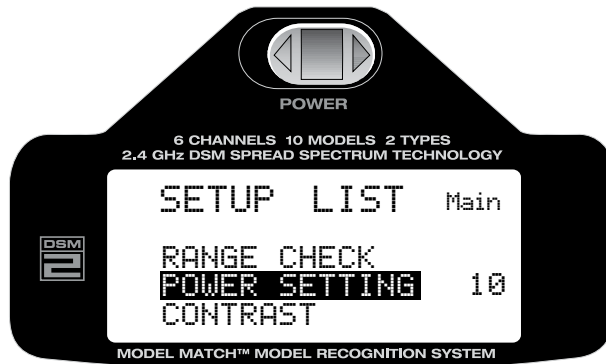 POWER
6 CHANNELS 10 MODELS 2 TYPES
2.4 GHz DSM SPREAD SPECTRUM TECHNOLOGY
SETUP LIST Main
DSM
2
RANGE CHECK
POWER SETTING 10
CONTRAST
MODEL MATCH™ MODEL RECOGNITION SYSTEM